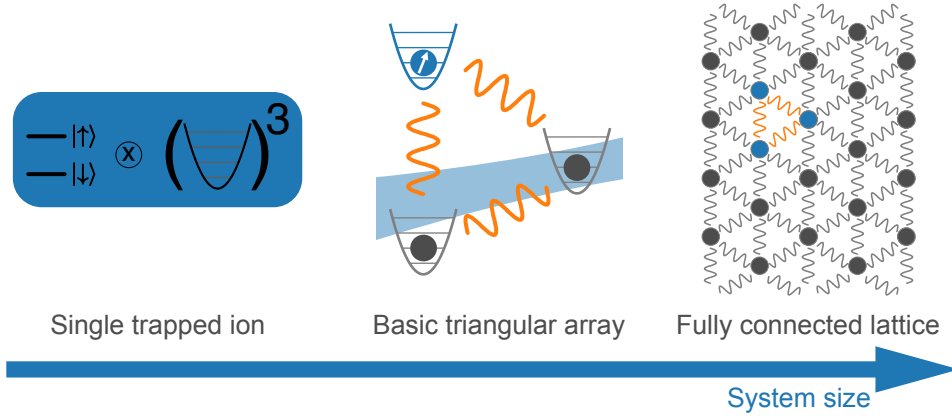 |↑⟩
|↓⟩ ⓧ ( )3
Single trapped ion
Basic triangular array
Fully connected lattice
System size